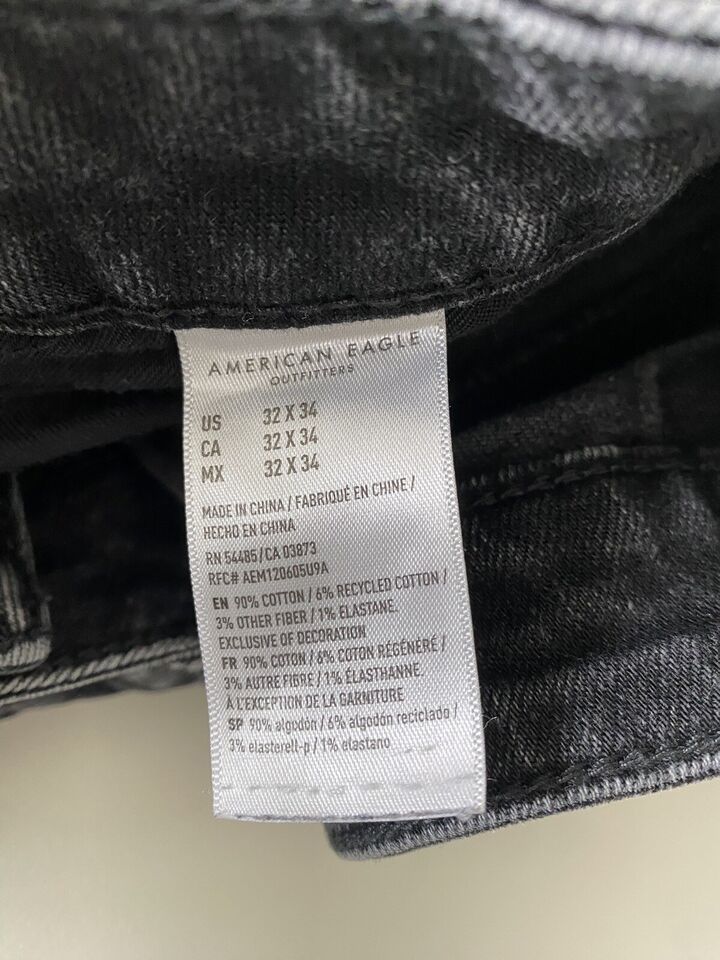 AMERICAN EAGLE
OUTFITTERS
US 32 X 34
CA 32 X 34
MX 32 X 34
MADE IN CHINA / FABRIQUÉ EN CHINE /
HECHO EN CHINA
RN 54485 / CA 03873
RFC# AEM120605U9A
EN 90% COTTON / 6% RECYCLED COTTON /
3% OTHER FIBER / 1% ELASTANE.
EXCLUSIVE OF DECORATION
FR 90% COTON / 6% COTON RÉGÉNÉRÉ /
3% AUTRE FIBRE / 1% ÉLASTHANNE.
À L'EXCEPTION DE LA GARNITURE
SP 90% algodón / 6% algodón reciclado /
3% elasterell-p / 1% elastano